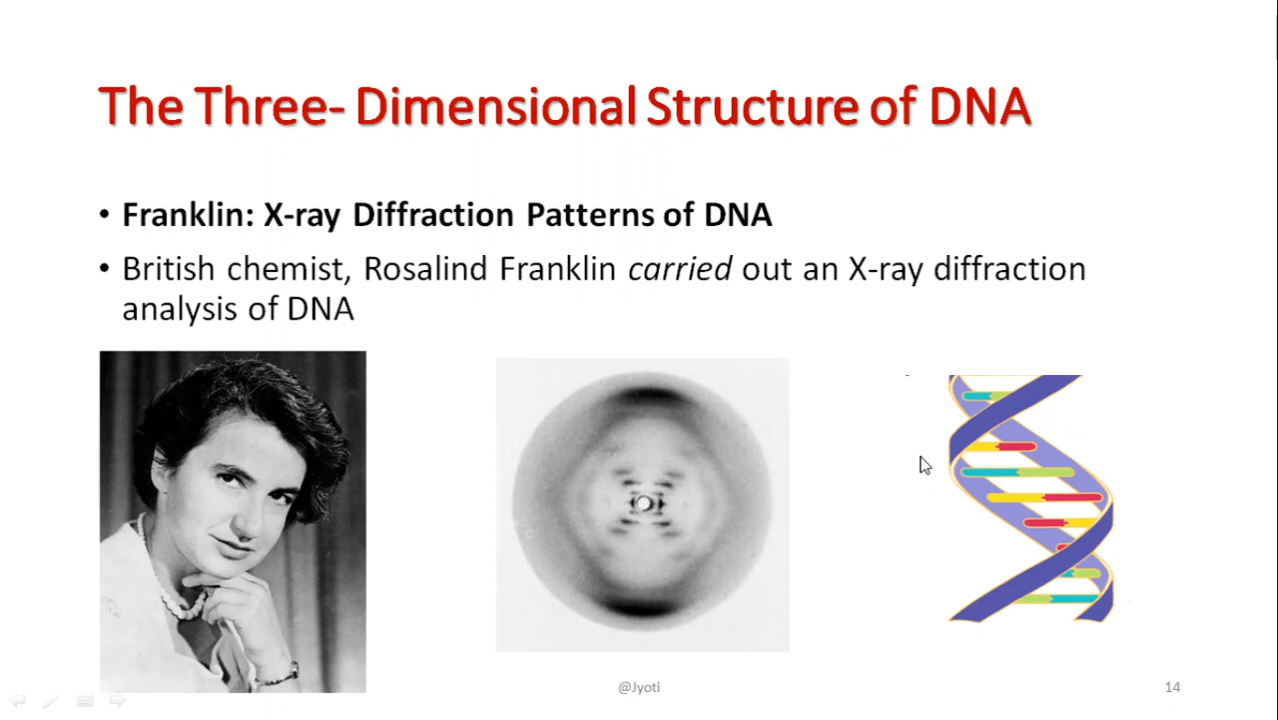 The Three- Dimensional Structure of DNA
• Franklin: X-ray Diffraction Patterns of DNA
• British chemist, Rosalind Franklin carried out an X-ray diffraction
analysis of DNA
@Jyoti
14